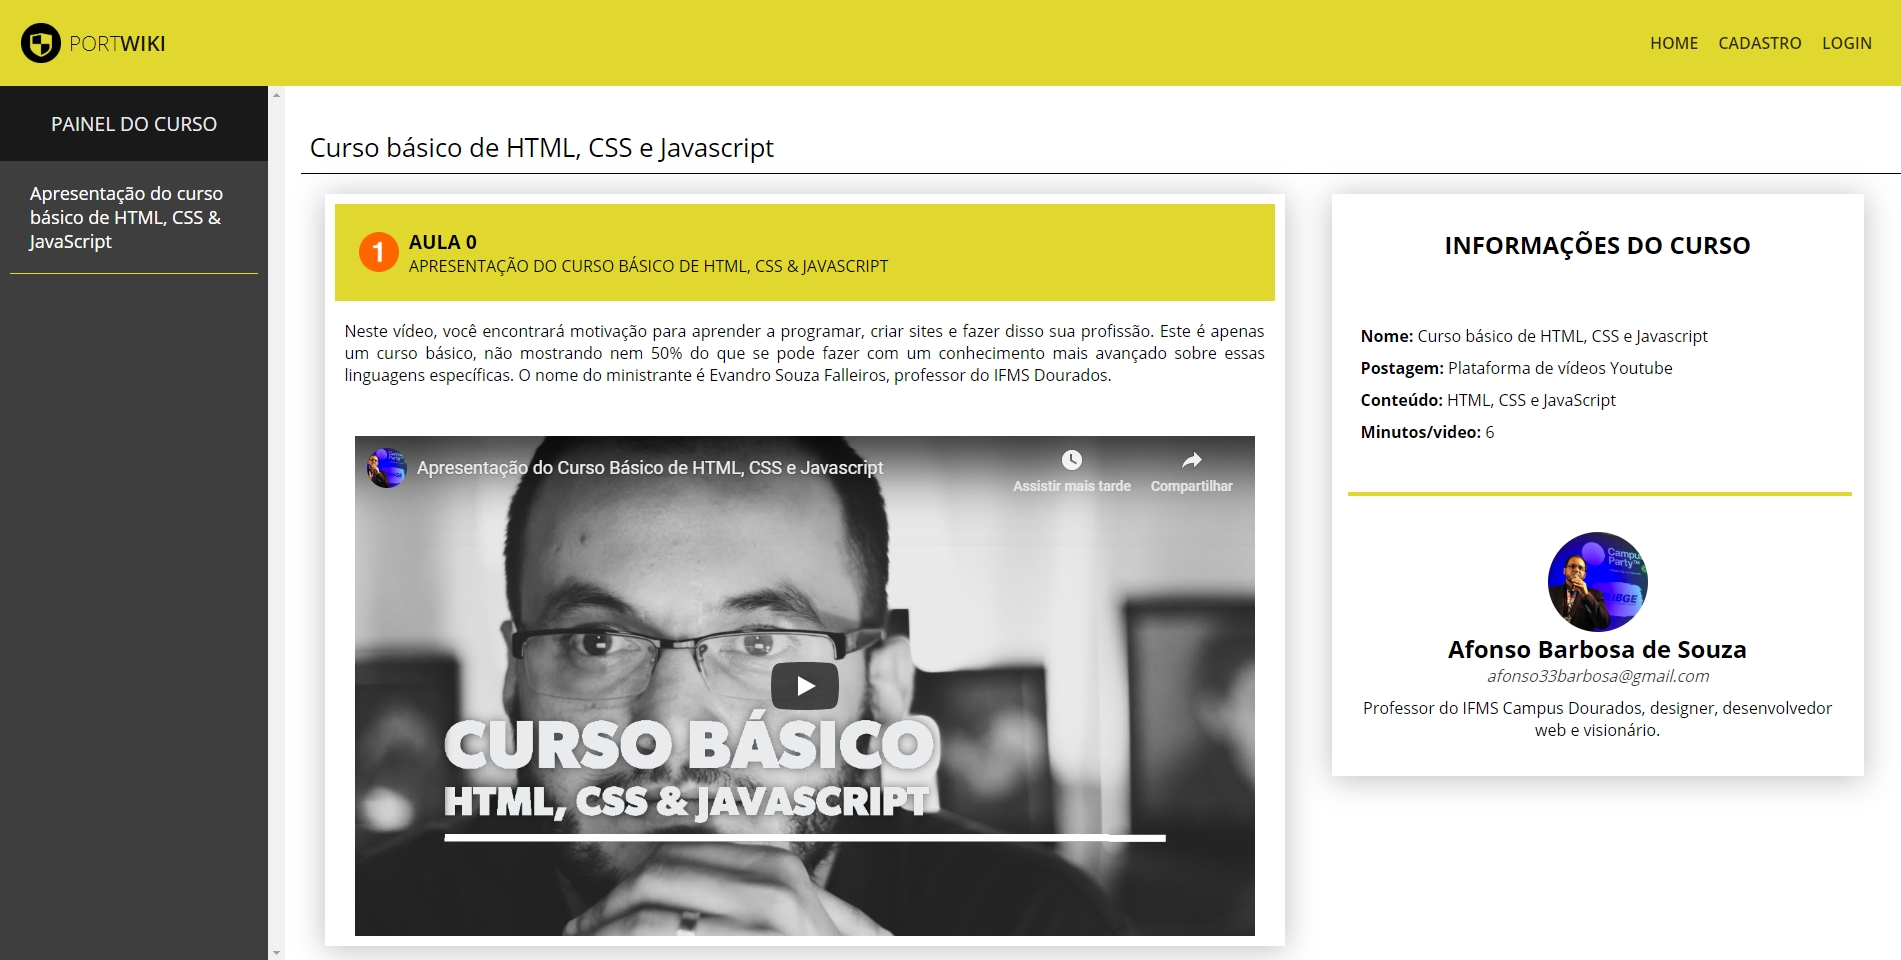 PORTWIKI
HOME CADASTRO LOGIN
PAINEL DO CURSO
Apresentação do curso
básico de HTML, CSS &
JavaScript
Curso básico de HTML, CSS e Javascript
1
AULA 0
APRESENTAÇÃO DO CURSO BÁSICO DE HTML, CSS & JAVASCRIPT
Neste vídeo, você encontrará motivação para aprender a programar, criar sites e fazer disso sua profissão. Este é apenas
um curso básico, não mostrando nem 50% do que se pode fazer com um conhecimento mais avançado sobre essas
linguagens específicas. O nome do ministrante é Evandro Souza Falleiros, professor do IFMS Dourados.
Apresentação do Curso Básico de HTML, CSS e Javascript
Assistir mais tarde
Compartilhar
CURSO BÁSICO
HTML, CSS & JAVASCRIPT
INFORMAÇÕES DO CURSO
Nome: Curso básico de HTML, CSS e Javascript
Postagem: Plataforma de vídeos Youtube
Conteúdo: HTML, CSS e JavaScript
Minutos/video: 6
Campu
Party
IBGE
Afonso Barbosa de Souza
afonso33barbosa@gmail.com
Professor do IFMS Campus Dourados, designer, desenvolvedor
web e visionário.